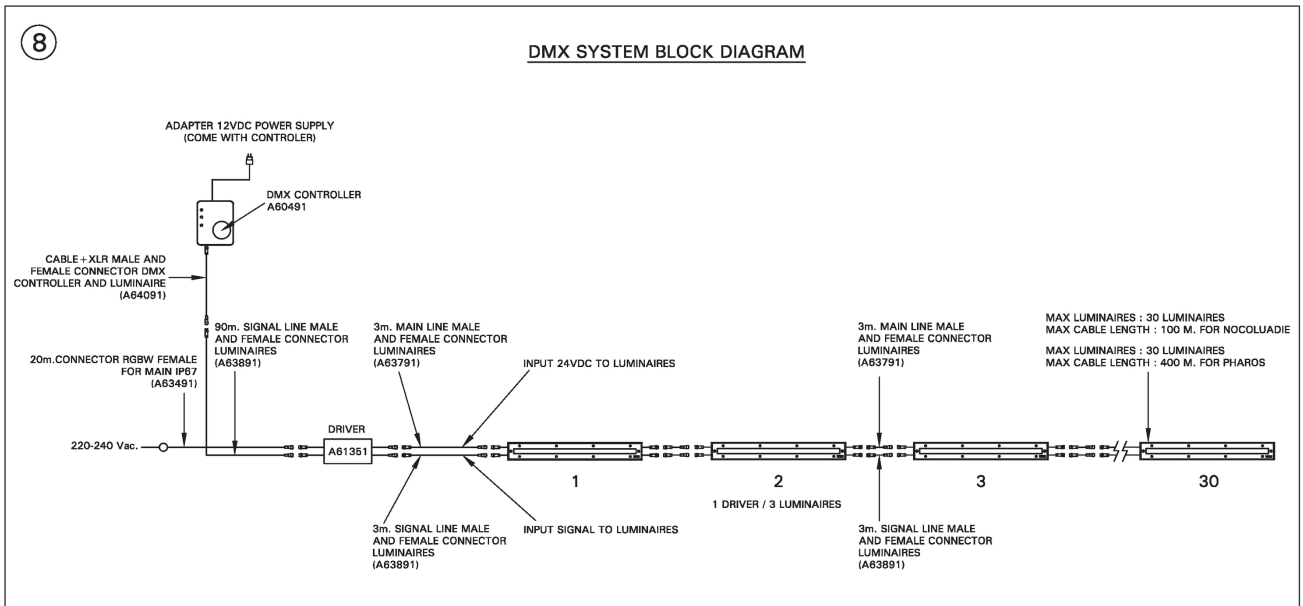 8
DMX SYSTEM BLOCK DIAGRAM
ADAPTER 12VDC POWER SUPPLY
(COME WITH CONTROLER)
DMX CONTROLLER
A60491
CABLE+XLR MALE AND
FEMALE CONNECTOR DMX
CONTROLLER AND LUMINAIRE
(A64091)
20m.CONNECTOR RGBW FEMALE
FOR MAIN IP67
(A63491)
90m. SIGNAL LINE MALE
AND FEMALE CONNECTOR
LUMINAIRES
(A63891)
3m. MAIN LINE MALE
AND FEMALE CONNECTOR
LUMINAIRES
(A63791)
INPUT 24VDC TO LUMINAIRES
3m. MAIN LINE MALE
AND FEMALE CONNECTOR
LUMINAIRES
(A63791)
MAX LUMINAIRES : 30 LUMINAIRES
MAX CABLE LENGTH : 100 M. FOR NOCOLUADIE
MAX LUMINAIRES : 30 LUMINAIRES
MAX CABLE LENGTH : 400 M. FOR PHAROS
220-240 Vac.
DRIVER
A61351
1
2
3
30
1 DRIVER / 3 LUMINAIRES
3m. SIGNAL LINE MALE
AND FEMALE CONNECTOR
LUMINAIRES
(A63891)
INPUT SIGNAL TO LUMINAIRES
3m. SIGNAL LINE MALE
AND FEMALE CONNECTOR
LUMINAIRES
(A63891)